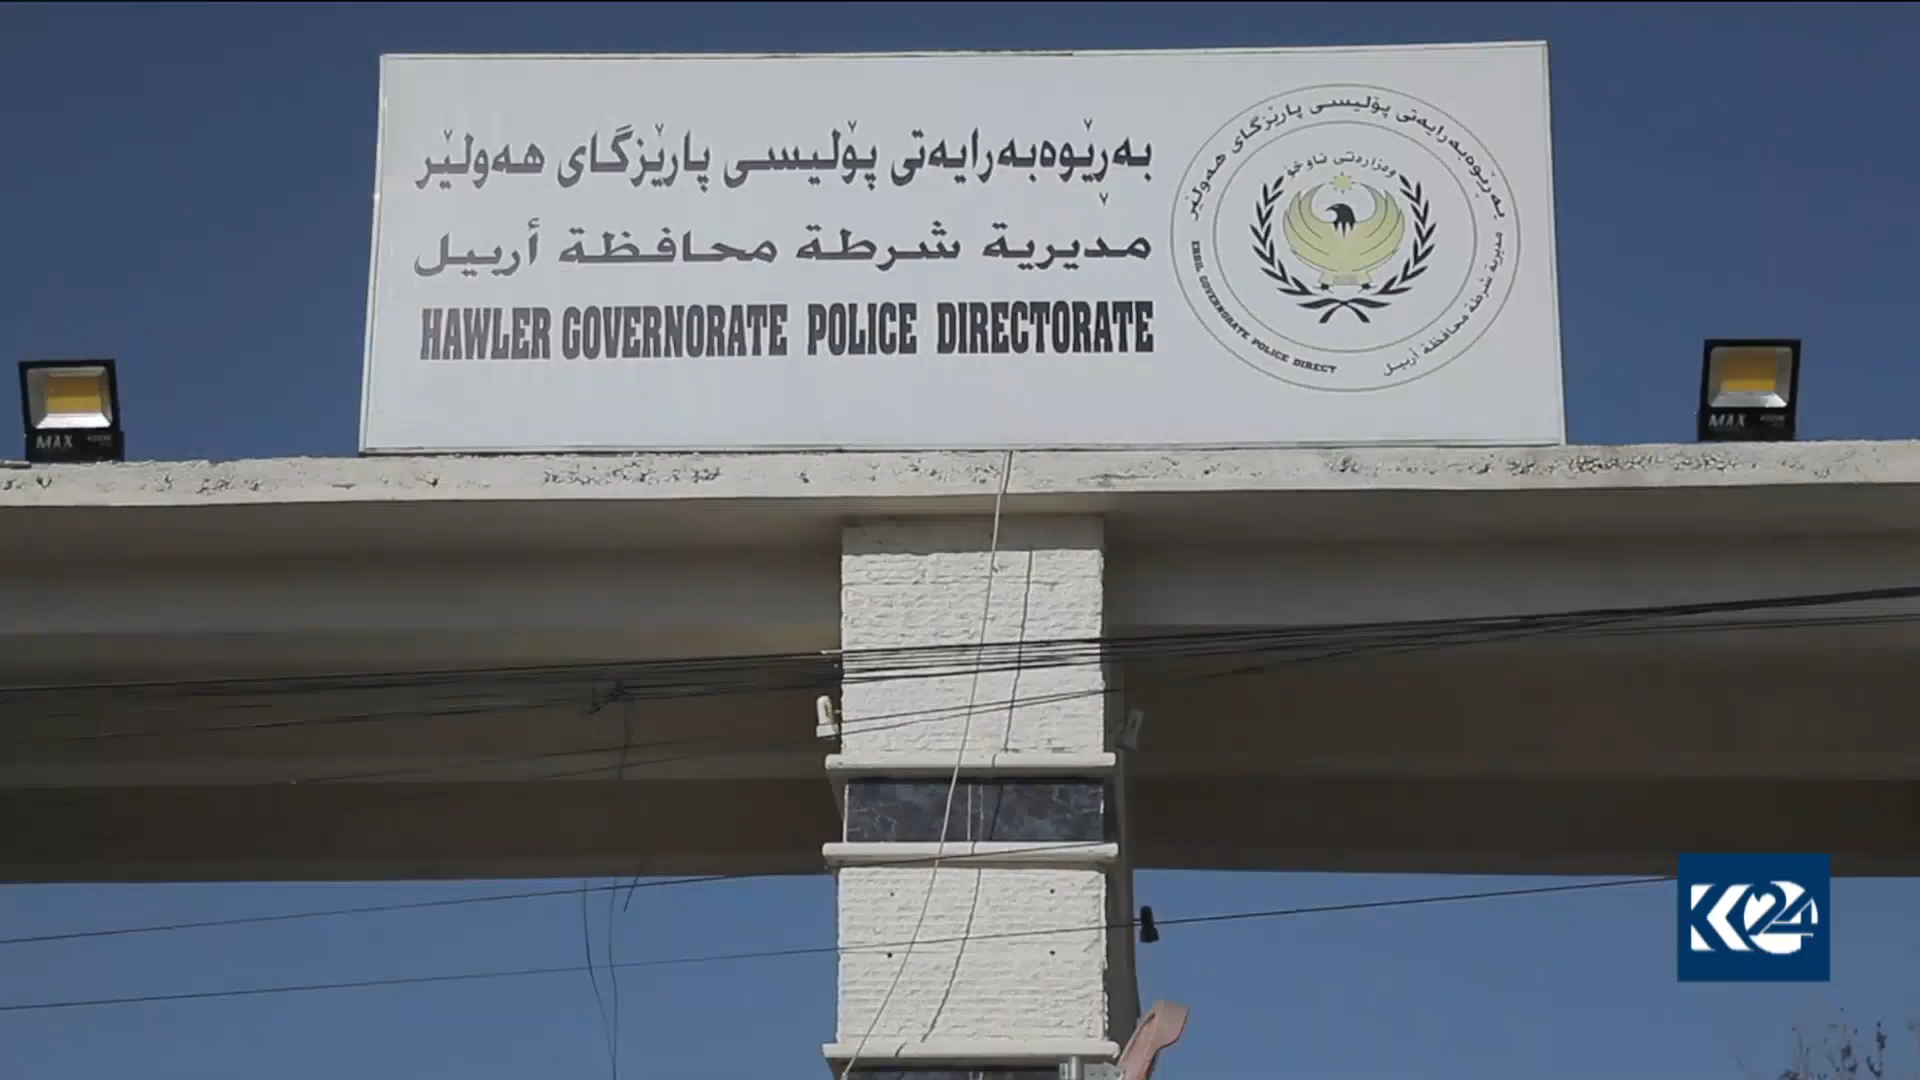 بەڕێوەبەرایەتی پۆلیسی پارێزگای هەولێر
مديرية شرطة محافظة أربيل
HAWLER GOVERNORATE POLICE DIRECTORATE
بەڕێوەبەرایەتی پۆلیسی پارێزگای هەولێر
وەزارەتی ناوخۆ
مديرية شرطة محافظة أربيل
ERBIL GOVERNORATE POLICE DIRECT
MAX
MAX
K24